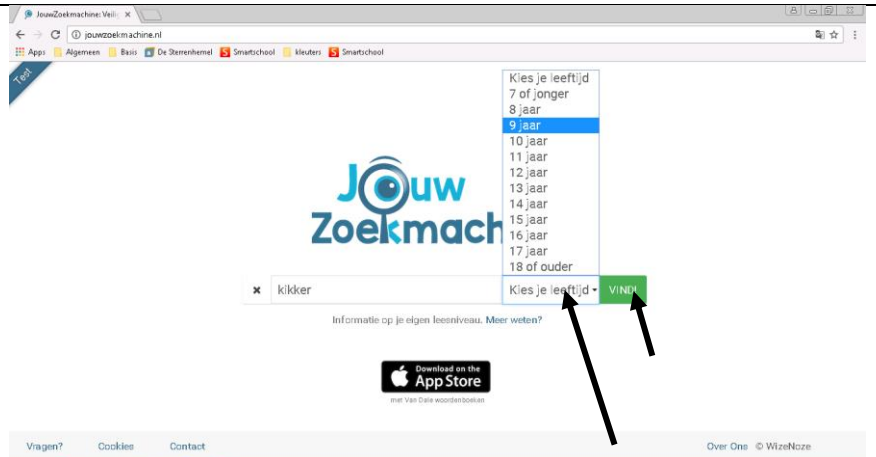 JouwZoekmachine: Veilig
jouwzoekmachine.nl
Apps Algemeen Basis De Sterrenhemel Smartschool kleuters Smartschool
Test
Kies je leeftijd
7 of jonger
8 jaar
9 jaar
10 jaar
11 jaar
12 jaar
13 jaar
14 jaar
15 jaar
16 jaar
17 jaar
18 of ouder
Jouw
Zoekmach
kikker Kies je leeftijd VIND!
Informatie op je eigen leesniveau. Meer weten?
Download on the
App Store
met Van Dale woordenboeken
Vragen? Cookies Contact Over Ons © WizeNoze